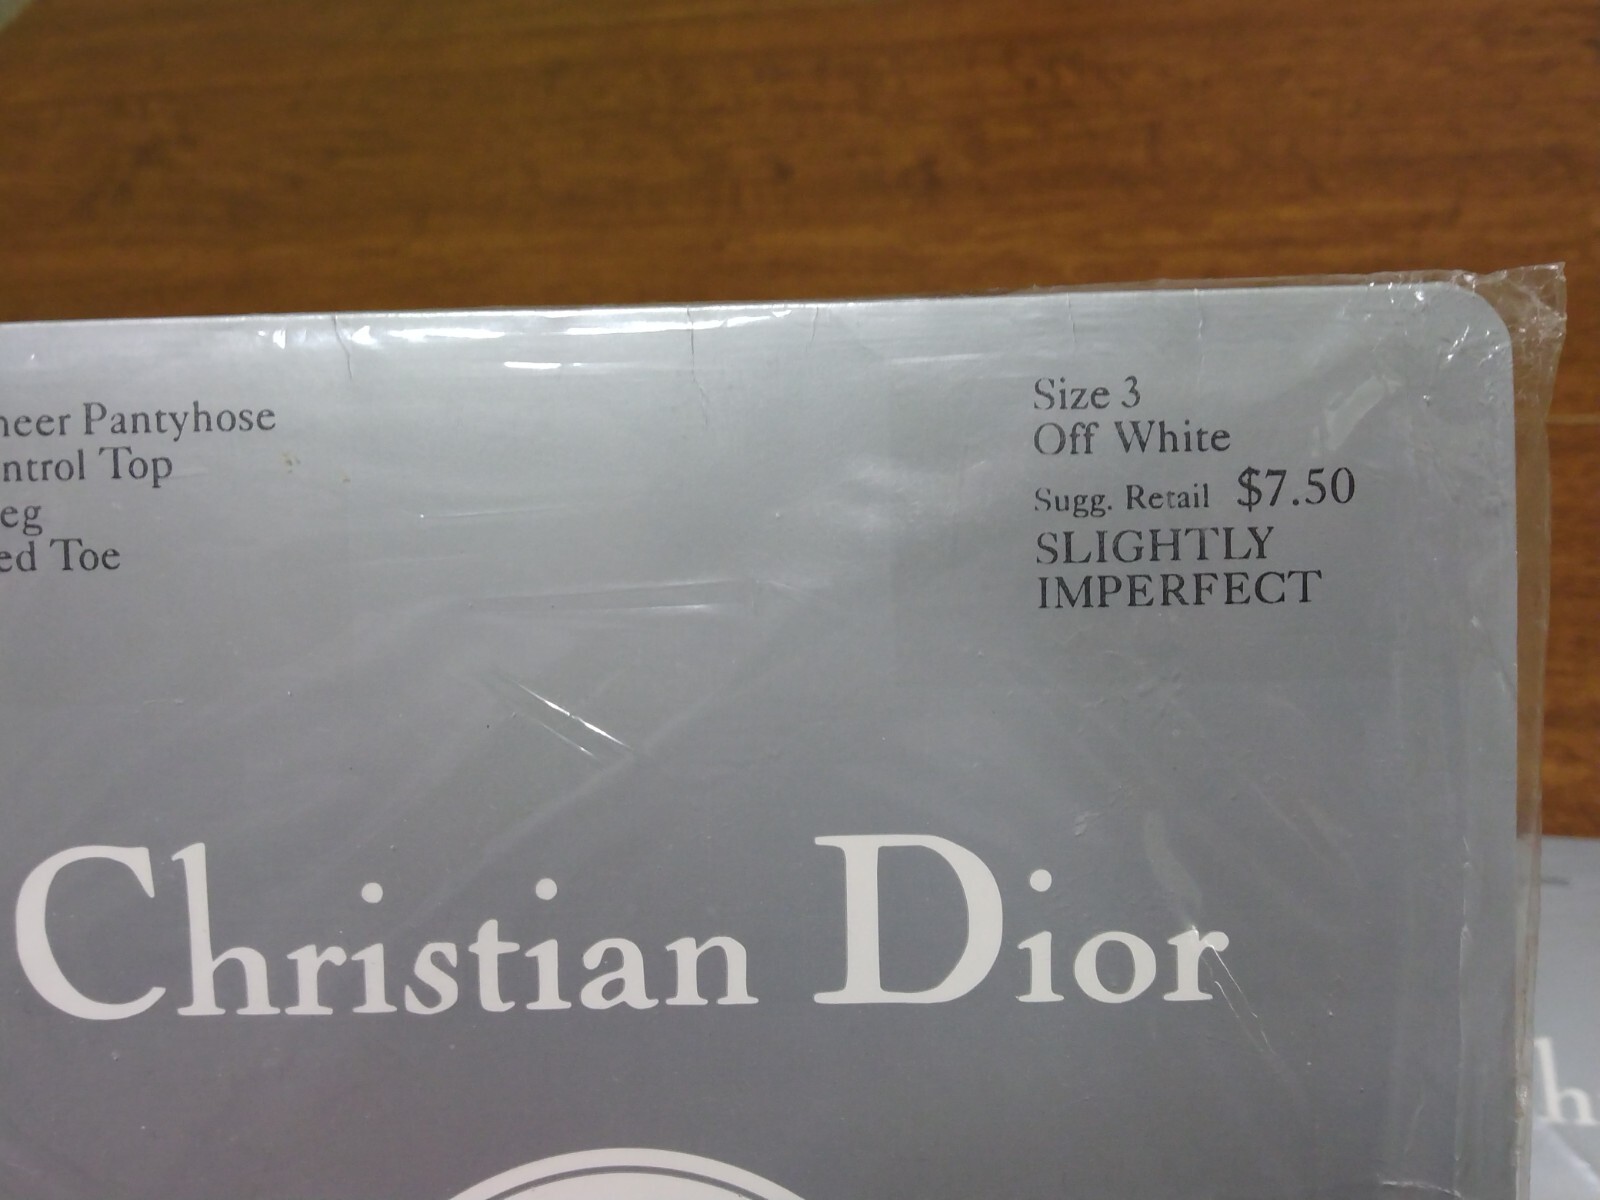 heer Pantyhose
ntrol Top
eg
ed Toe
Size 3
Off White
Sugg. Retail $7.50
SLIGHTLY
IMPERFECT
Christian Dior
h